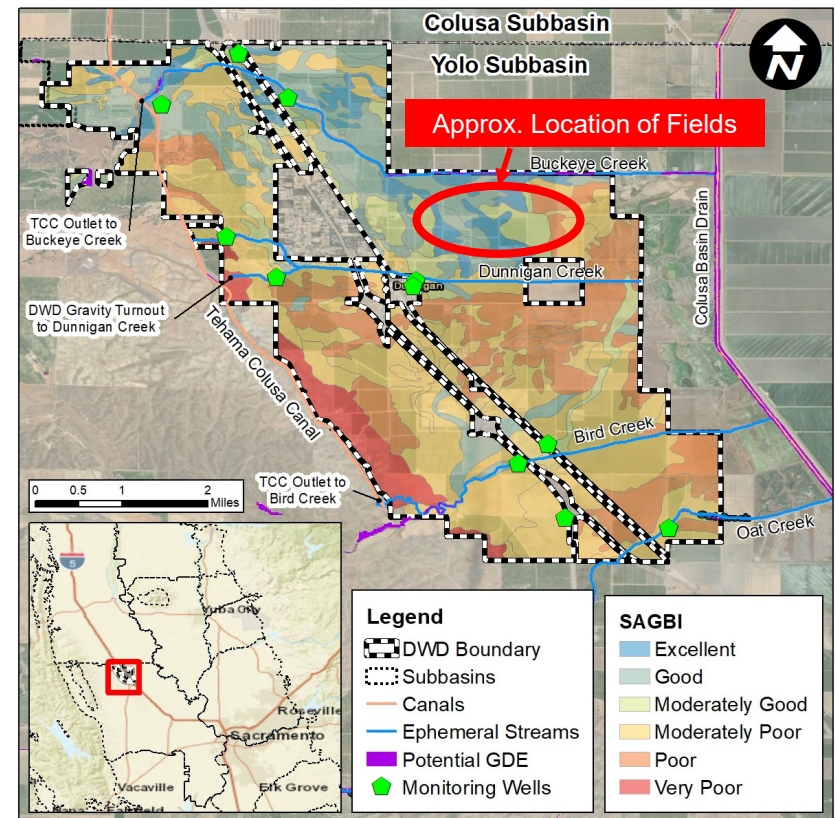 Colusa Subbasin
Yolo Subbasin
N
Approx. Location of Fields
Buckeye Creek
TCC Outlet to
Buckeye Creek
Colusa Basin Drain
Dunnigan Creek
Dunnigan
DWD Gravity Turnout
to Dunnigan Creek
Tehama Colusa Canal
Bird Creek
TCC Outlet to
Bird Creek
Oat Creek
0 0.5 1 2
Miles
5
Yuba City
Roseville
Sacramento
Vacaville
Elk Grove
Napa
Fairfield
Legend
DWD Boundary
Subbasins
Canals
Ephemeral Streams
Potential GDE
Monitoring Wells
SAGBI
Excellent
Good
Moderately Good
Moderately Poor
Poor
Very Poor